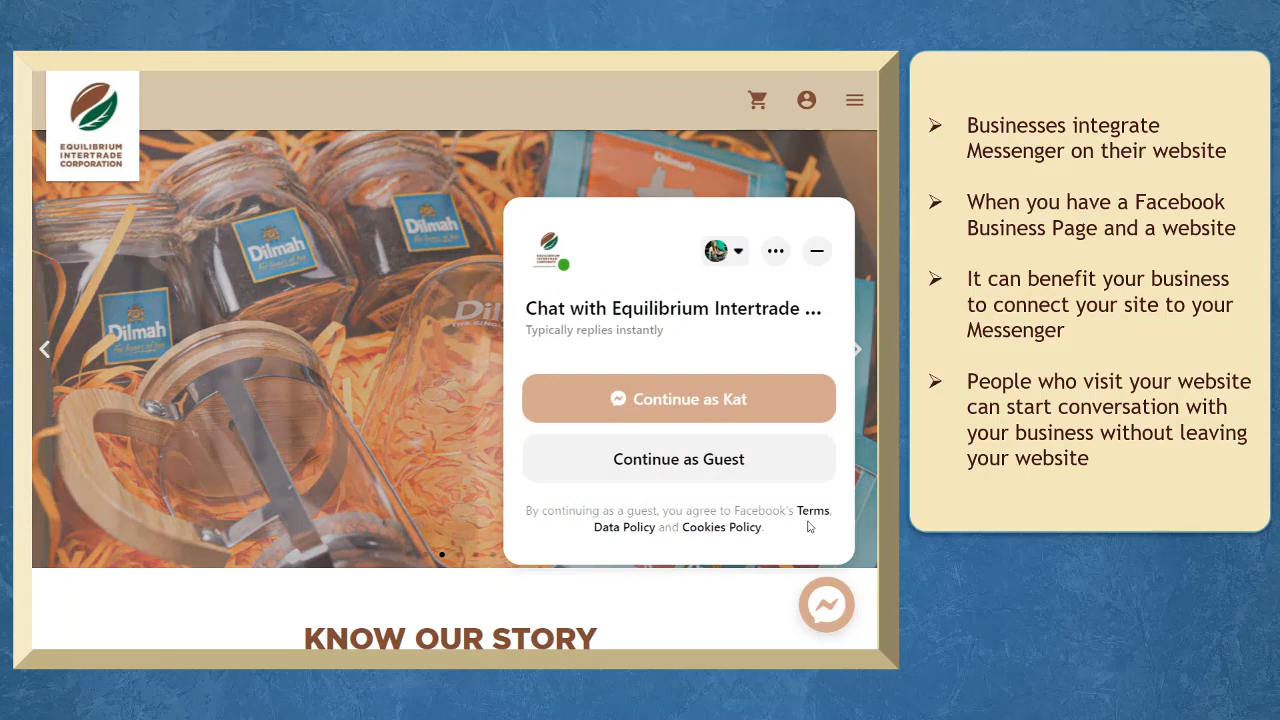 EQUILIBRIUM
INTERTRADE
CORPORATION
Dilmah
Dilmah
Dilmah
Chat with Equilibrium Intertrade ...
Typically replies instantly
Continue as Kat
Continue as Guest
By continuing as a guest, you agree to Facebook's Terms,
Data Policy and Cookies Policy.
KNOW OUR STORY
Businesses integrate
Messenger on their website
When you have a Facebook
Business Page and a website
It can benefit your business
to connect your site to your
Messenger
People who visit your website
can start conversation with
your business without leaving
your website